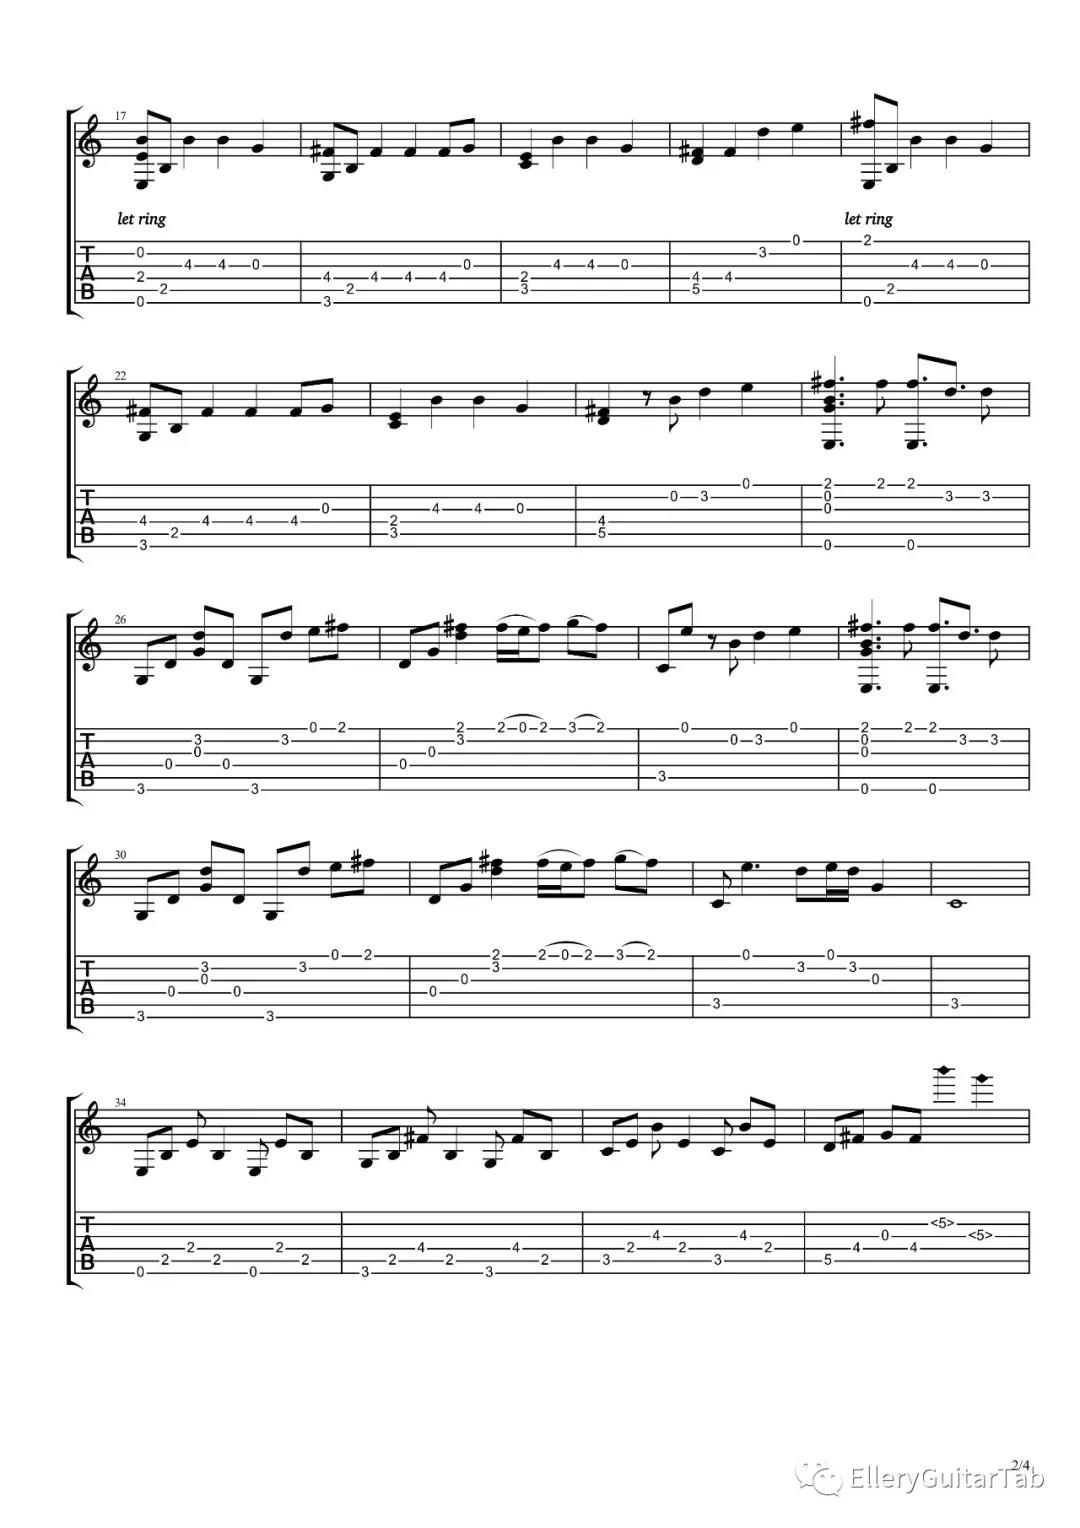 17
let ring
let ring
T 0 3 0 2
A 0 2 2 4 4 0 4 2 4 4 4 0 2 4 4 0 4 4 2 4 4 0
B 0 3 3 5 0
22
T 0 2 2 2
A 4 2 4 4 4 0 2 4 4 0 4 0 3 0 0 3 3
B 3 3 5 0 0
26
T 0 2 2 2 0 2 3 2 0 0 2 2 2
A 0 3 0 0 3 0 0 3 0 3 0 0 3 3
B 3 3 3 0 0
30
T 0 2 2 2 0 2 3 2 0 0
A 0 3 0 0 3 0 0 3 3 3 0
B 3 3 3 3
34
T <5>
A 2 2 2 2 2 4 2 4 2 2 4 2 4 2 4 0 4 <5>
B 0 0 3 3 3 3 5
2/4
ElleryGuitarTab